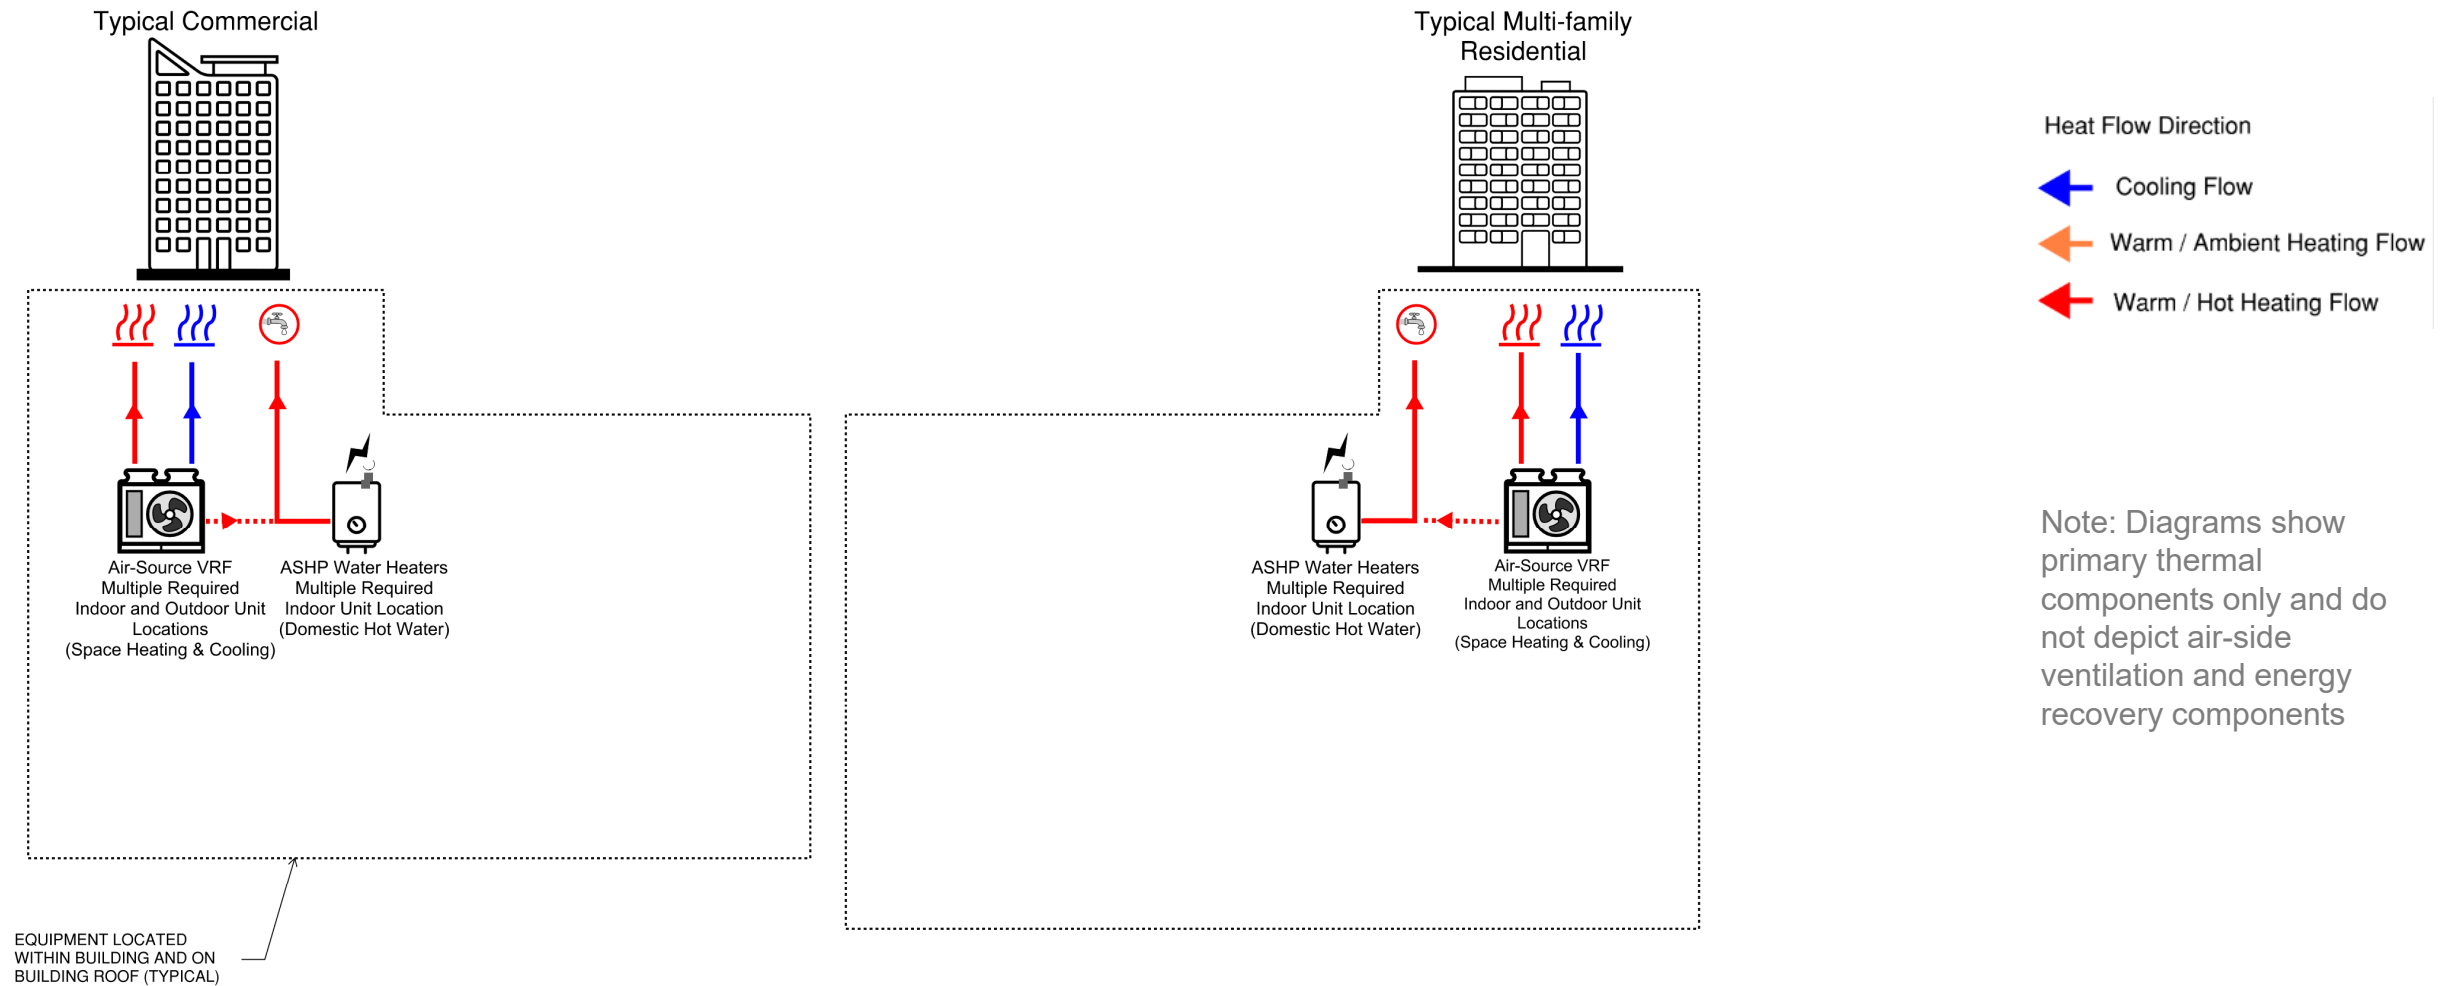 Typical Commercial
Typical Multi-family
Residential
Heat Flow Direction
Cooling Flow
Warm / Ambient Heating Flow
Warm / Hot Heating Flow
Air-Source VRF
Multiple Required
Indoor and Outdoor Unit
Locations
(Space Heating & Cooling)
ASHP Water Heaters
Multiple Required
Indoor Unit Location
(Domestic Hot Water)
ASHP Water Heaters
Multiple Required
Indoor Unit Location
(Domestic Hot Water)
Air-Source VRF
Multiple Required
Indoor and Outdoor Unit
Locations
(Space Heating & Cooling)
Note: Diagrams show
primary thermal
components only and do
not depict air-side
ventilation and energy
recovery components
EQUIPMENT LOCATED
WITHIN BUILDING AND ON
BUILDING ROOF (TYPICAL)